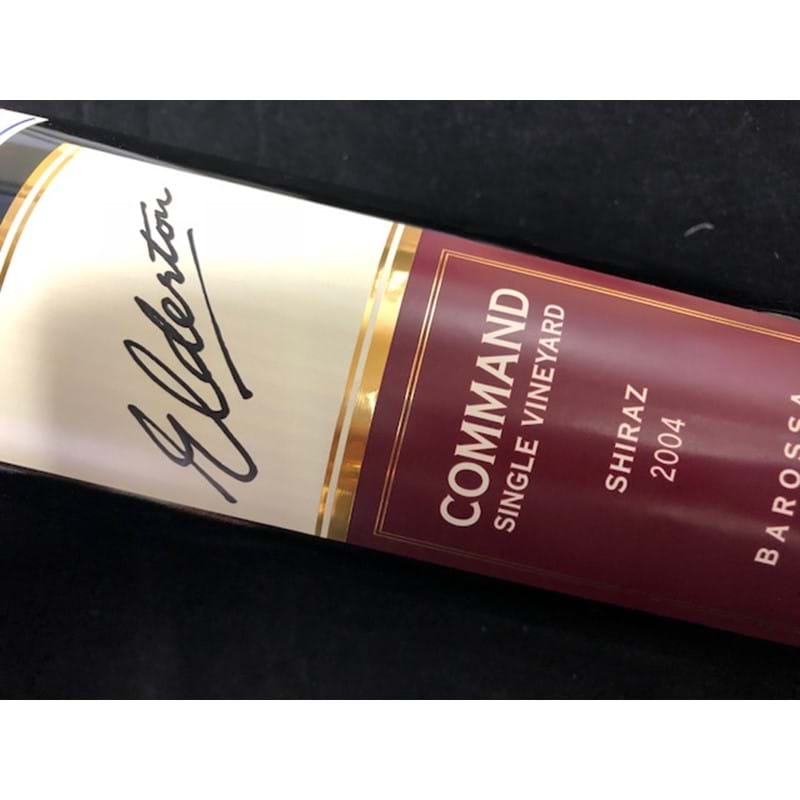 Elderton
COMMAND
SINGLE VINEYARD
SHIRAZ
2004
BAROSSA